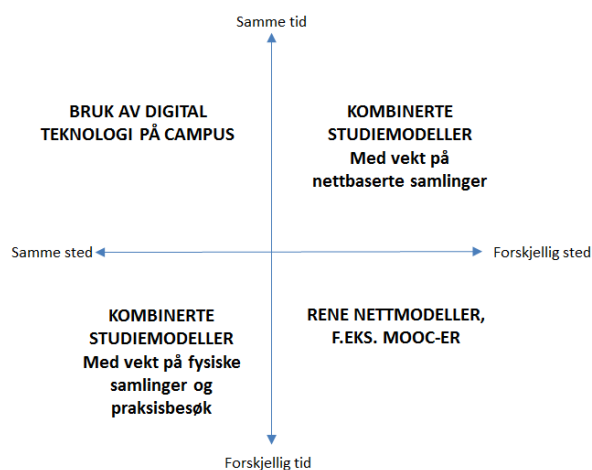 Samme tid
BRUK AV DIGITAL
TEKNOLOGI PÅ CAMPUS
KOMBINERTE
STUDIEMODELLER
Med vekt på
nettbaserte samlinger
Samme sted
Forskjellig sted
KOMBINERTE
STUDIEMODELLER
Med vekt på fysiske
samlinger og
praksisbesøk
RENE NETTMODELLER,
F.EKS. MOOC-ER
Forskjellig tid